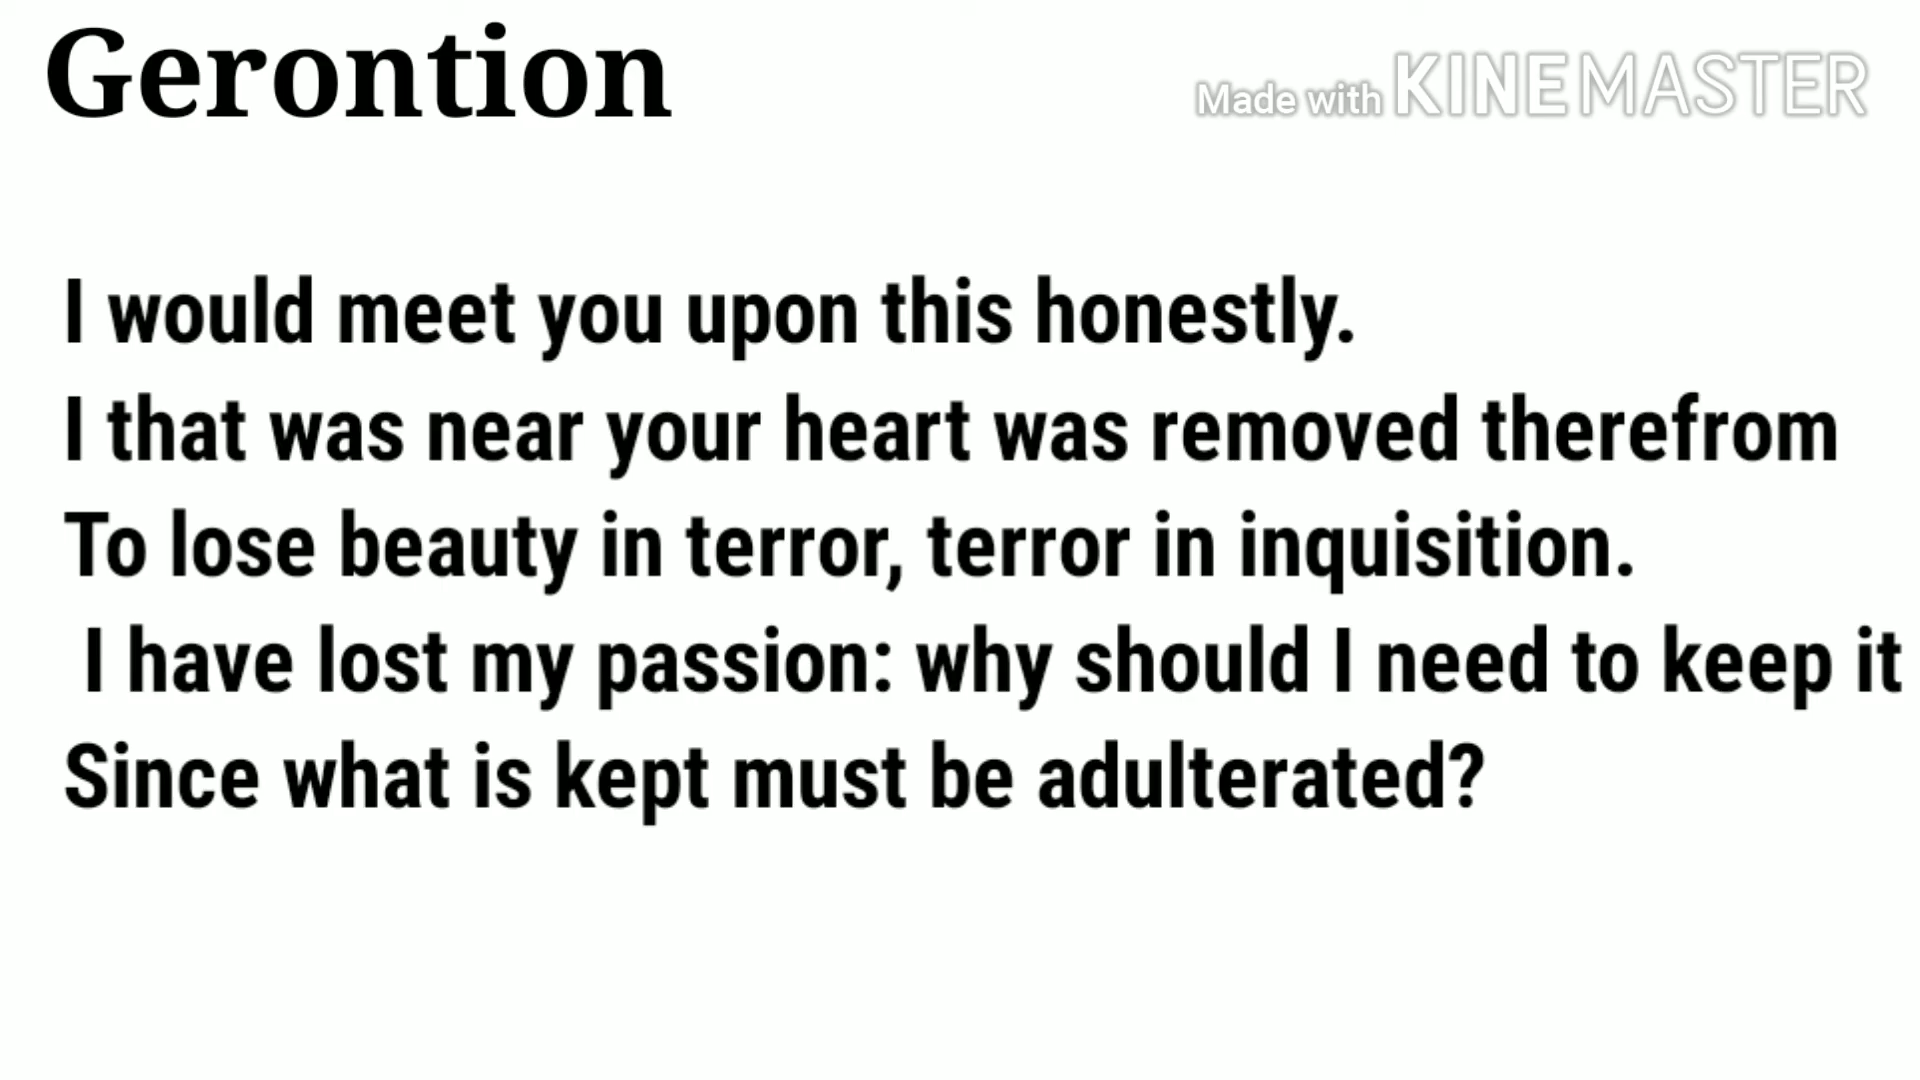 Gerontion
Made with KINEMASTER
I would meet you upon this honestly.
I that was near your heart was removed therefrom
To lose beauty in terror, terror in inquisition.
I have lost my passion: why should I need to keep it
Since what is kept must be adulterated?